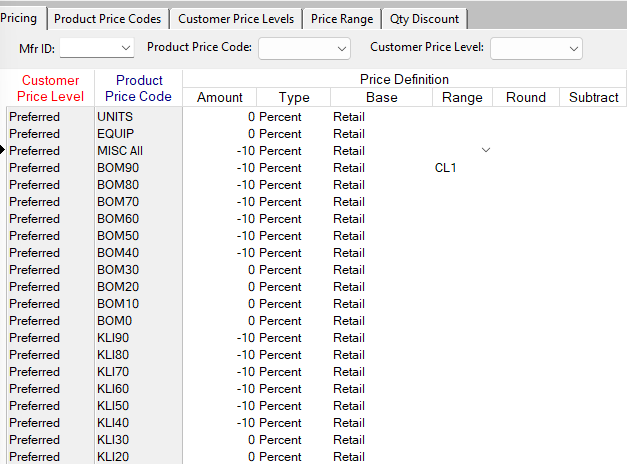 Pricing Product Price Codes Customer Price Levels Price Range Qty Discount
Mfr ID: Product Price Code: Customer Price Level:
Customer Price Level Product Price Code Price Definition
Amount Type Base Range Round Subtract
Preferred UNITS 0 Percent Retail
Preferred EQUIP 0 Percent Retail
Preferred MISC All -10 Percent Retail
Preferred BOM90 -10 Percent Retail CL1
Preferred BOM80 -10 Percent Retail
Preferred BOM70 -10 Percent Retail
Preferred BOM60 -10 Percent Retail
Preferred BOM50 -10 Percent Retail
Preferred BOM40 -10 Percent Retail
Preferred BOM30 0 Percent Retail
Preferred BOM20 0 Percent Retail
Preferred BOM10 0 Percent Retail
Preferred BOM0 0 Percent Retail
Preferred KLI90 -10 Percent Retail
Preferred KLI80 -10 Percent Retail
Preferred KLI70 -10 Percent Retail
Preferred KLI60 -10 Percent Retail
Preferred KLI50 -10 Percent Retail
Preferred KLI40 -10 Percent Retail
Preferred KLI30 0 Percent Retail
Preferred KLI20 0 Percent Retail